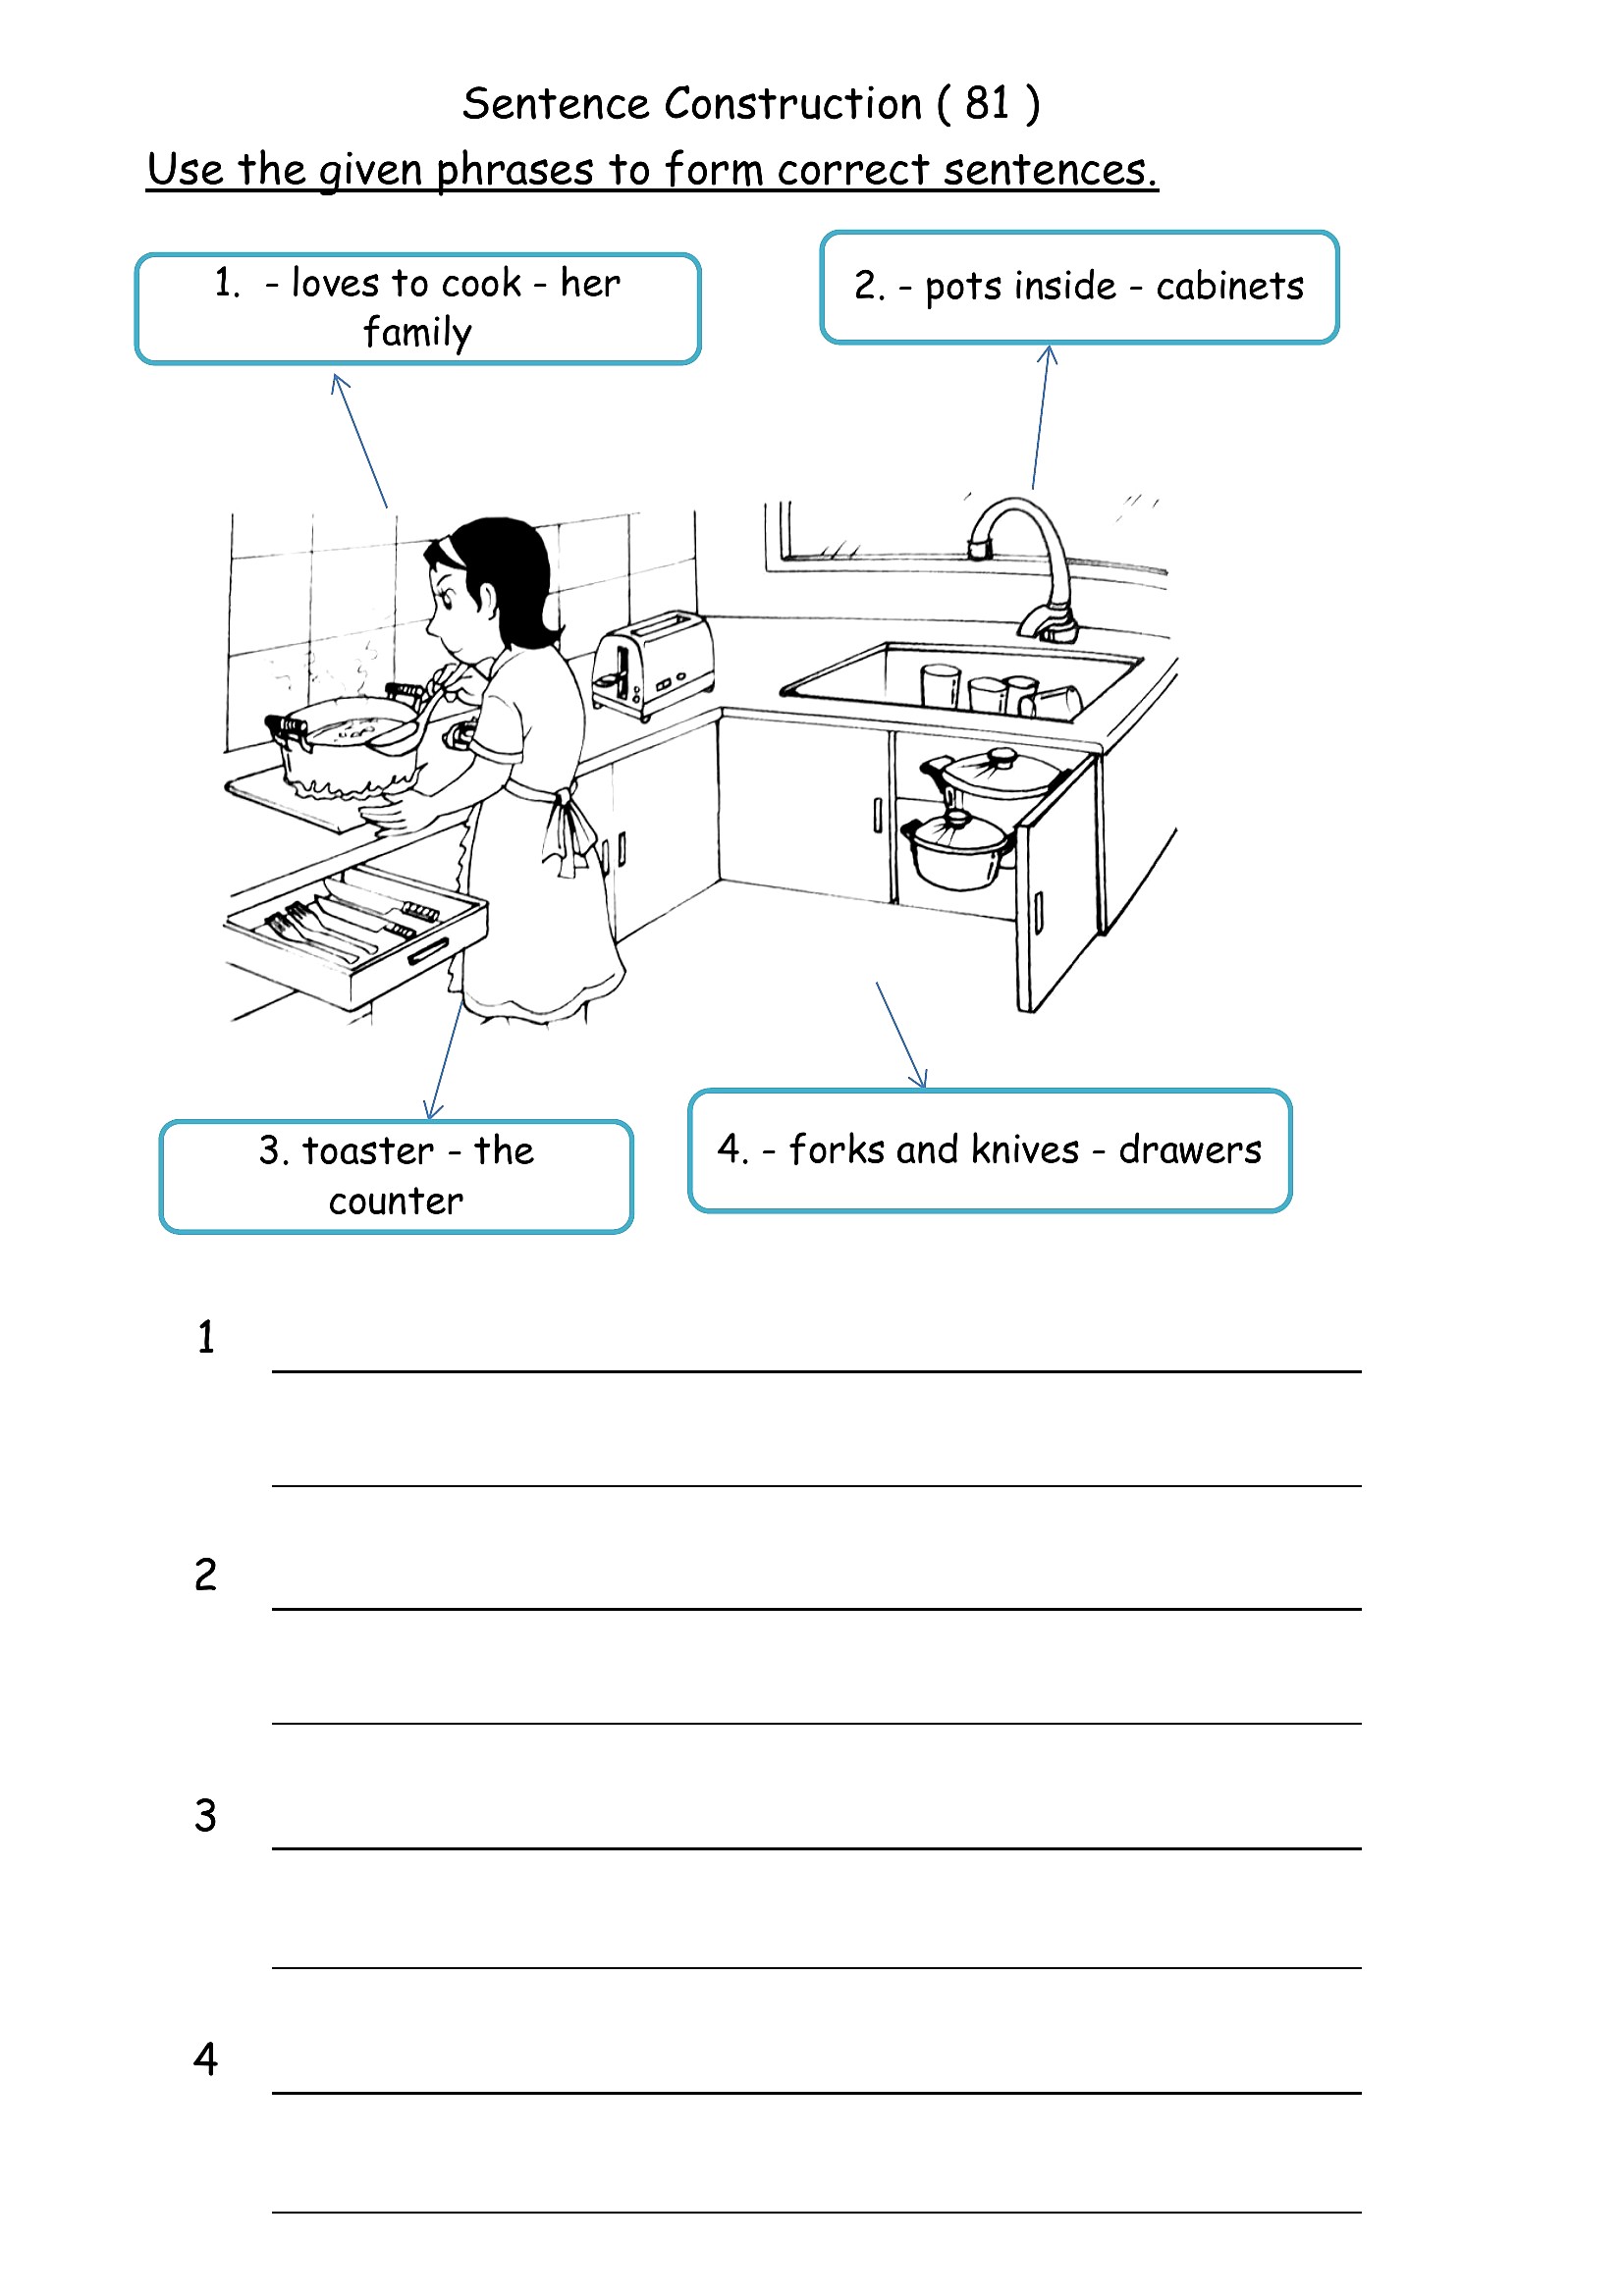 Sentence Construction ( 81 )
Use the given phrases to form correct sentences.
1. - loves to cook - her
family
2. - pots inside - cabinets
3. toaster - the
counter
4. - forks and knives - drawers
1
2
3
4